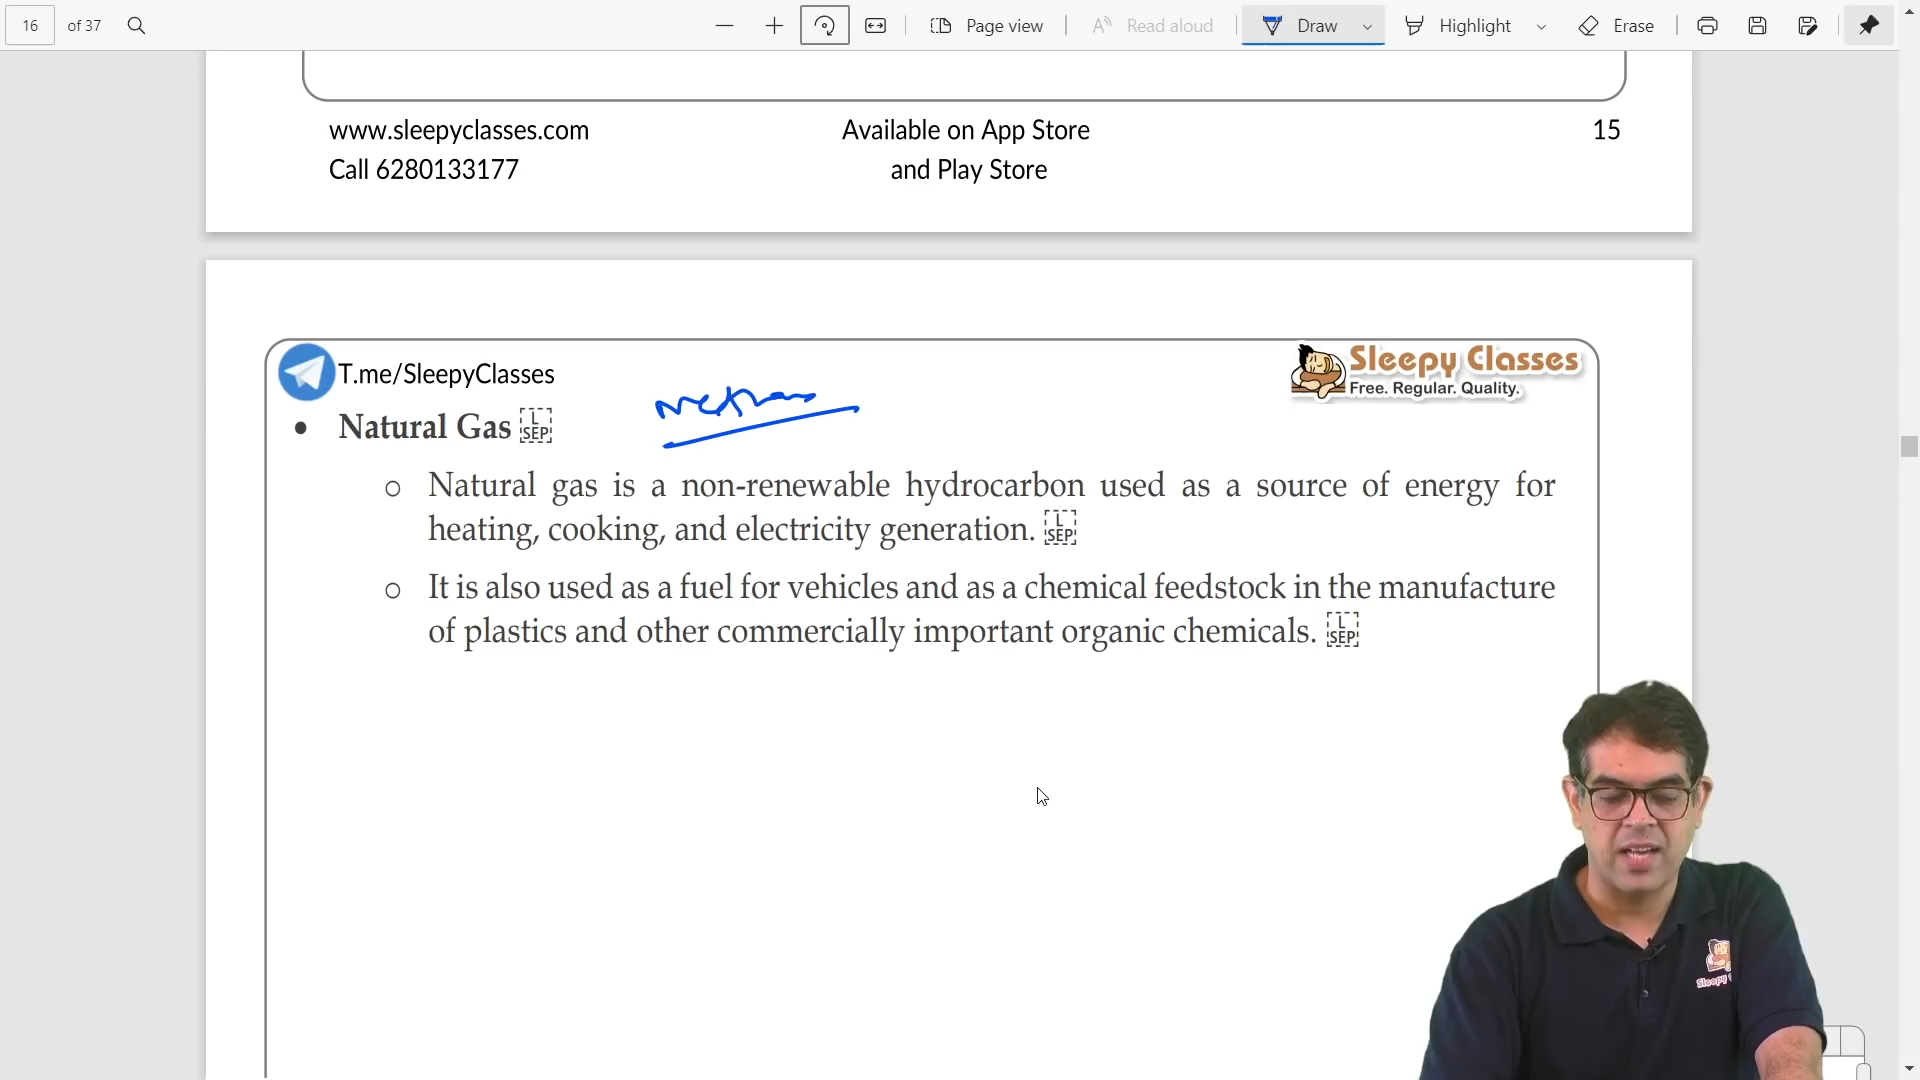 16 of 37 Page view Read aloud Draw Highlight Erase
www.sleepyclasses.com Available on App Store 15
Call 6280133177 and Play Store
T.me/SleepyClasses Sleepy Classes
Free. Regular. Quality.
• Natural Gas L SEP
o Natural gas is a non-renewable hydrocarbon used as a source of energy for
heating, cooking, and electricity generation. L SEP
o It is also used as a fuel for vehicles and as a chemical feedstock in the manufacture
of plastics and other commercially important organic chemicals. L SEP